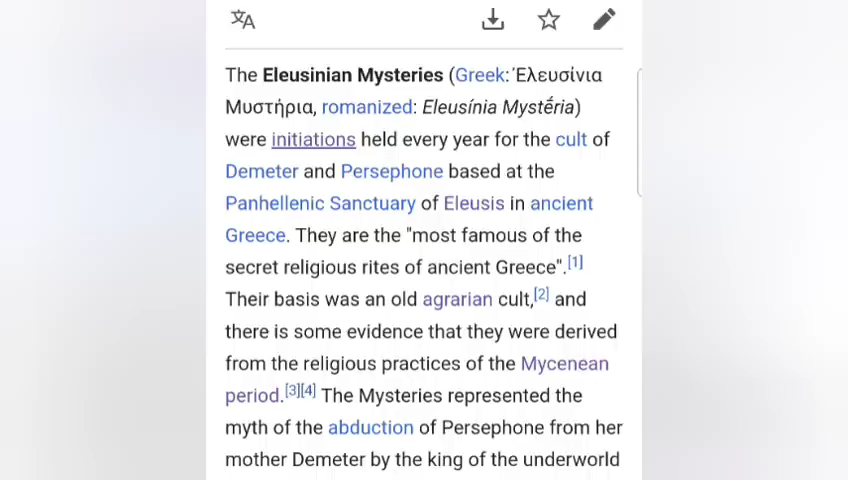 The Eleusinian Mysteries (Greek: Ἐλευσίνια
Μυστήρια, romanized: Eleusínia Mystḗria)
were initiations held every year for the cult of
Demeter and Persephone based at the
Panhellenic Sanctuary of Eleusis in ancient
Greece. They are the "most famous of the
secret religious rites of ancient Greece".[1]
Their basis was an old agrarian cult,[2] and
there is some evidence that they were derived
from the religious practices of the Mycenean
period.[3][4] The Mysteries represented the
myth of the abduction of Persephone from her
mother Demeter by the king of the underworld